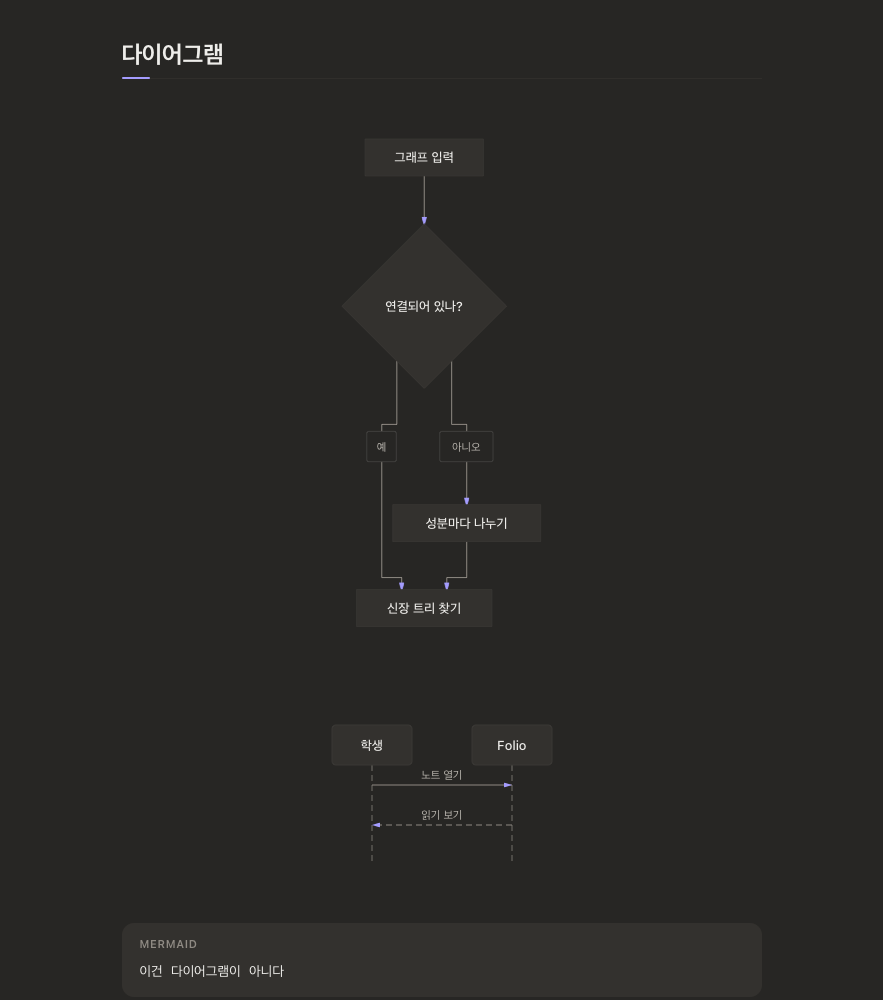 다이어그램
그래프 입력
연결되어 있나?
예
아니오
성분마다 나누기
신장 트리 찾기
학생
Folio
노트 열기
읽기 보기
MERMAID
이건 다이어그램이 아니다